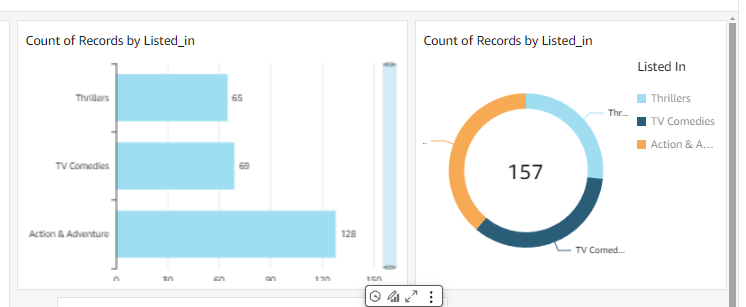 Count of Records by Listed_in
Thrillers
65
TV Comedies
69
Action & Adventure
128
0
30
60
90
120
150
Count of Records by Listed_in
Listed In
Thrillers
TV Comedies
Action & A...
Thr...
..
157
TV Comed...